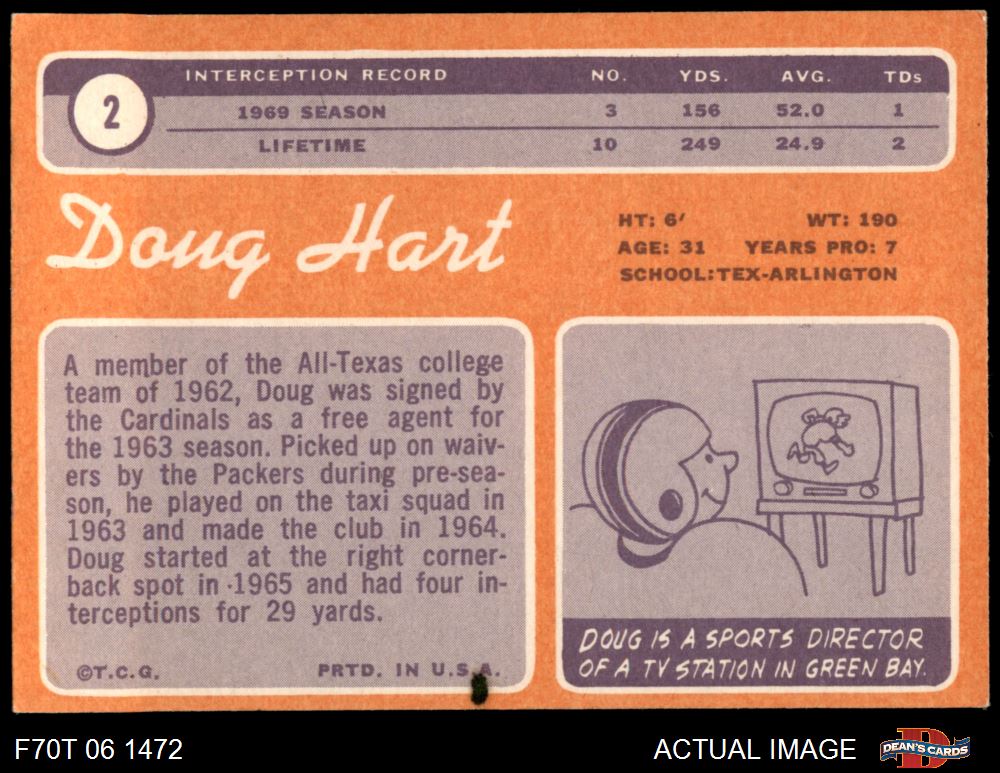 2
INTERCEPTION RECORD NO. YDS. AVG. TDs
1969 SEASON 3 156 52.0 1
LIFETIME 10 249 24.9 2
Doug Hart
HT: 6' WT: 190
AGE: 31 YEARS PRO: 7
SCHOOL:TEX-ARLINGTON
A member of the All-Texas college
team of 1962, Doug was signed by
the Cardinals as a free agent for
the 1963 season. Picked up on waiv-
ers by the Packers during pre-sea-
son, he played on the taxi squad in
1963 and made the club in 1964.
Doug started at the right corner-
back spot in 1965 and had four in-
terceptions for 29 yards.
©T.C.G. PRTD. IN U.S.A.
DOUG IS A SPORTS DIRECTOR
OF A TV STATION IN GREEN BAY.
F70T 06 1472 ACTUAL IMAGE DEAN'S CARDS